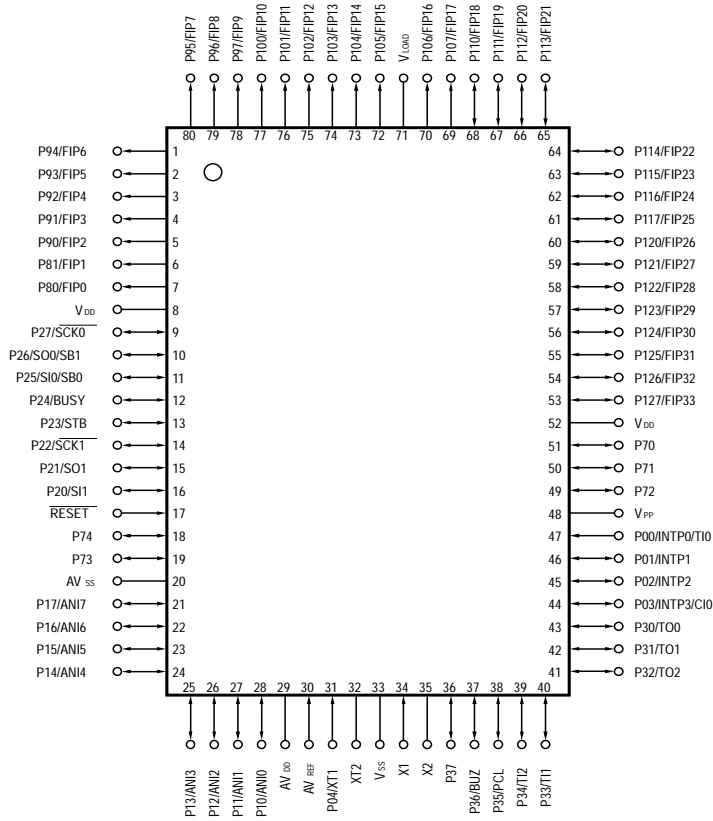 P95/FIP7
P96/FIP8
P97/FIP9
P100/FIP10
P101/FIP11
P102/FIP12
P103/FIP13
P104/FIP14
P105/FIP15
VLOAD
P106/FIP16
P107/FIP17
P110/FIP18
P111/FIP19
P112/FIP20
P113/FIP21
80 79 78 77 76 75 74 73 72 71 70 69 68 67 66 65
P94/FIP6 1 64 P114/FIP22
P93/FIP5 2 63 P115/FIP23
P92/FIP4 3 62 P116/FIP24
P91/FIP3 4 61 P117/FIP25
P90/FIP2 5 60 P120/FIP26
P81/FIP1 6 59 P121/FIP27
P80/FIP0 7 58 P122/FIP28
VDD 8 57 P123/FIP29
P27/SCK0 9 56 P124/FIP30
P26/SO0/SB1 10 55 P125/FIP31
P25/SI0/SB0 11 54 P126/FIP32
P24/BUSY 12 53 P127/FIP33
P23/STB 13 52 VDD
P22/SCK1 14 51 P70
P21/SO1 15 50 P71
P20/SI1 16 49 P72
RESET 17 48 VPP
P74 18 47 P00/INTP0/TI0
P73 19 46 P01/INTP1
AVSS 20 45 P02/INTP2
P17/ANI7 21 44 P03/INTP3/CI0
P16/ANI6 22 43 P30/TO0
P15/ANI5 23 42 P31/TO1
P14/ANI4 24 41 P32/TO2
25 26 27 28 29 30 31 32 33 34 35 36 37 38 39 40
P13/ANI3
P12/ANI2
P11/ANI1
P10/ANI0
AVDD
AVREF
P04/XT1
XT2
VSS
X1
X2
P37
P36/BUZ
P35/PCL
P34/TI2
P33/TI1